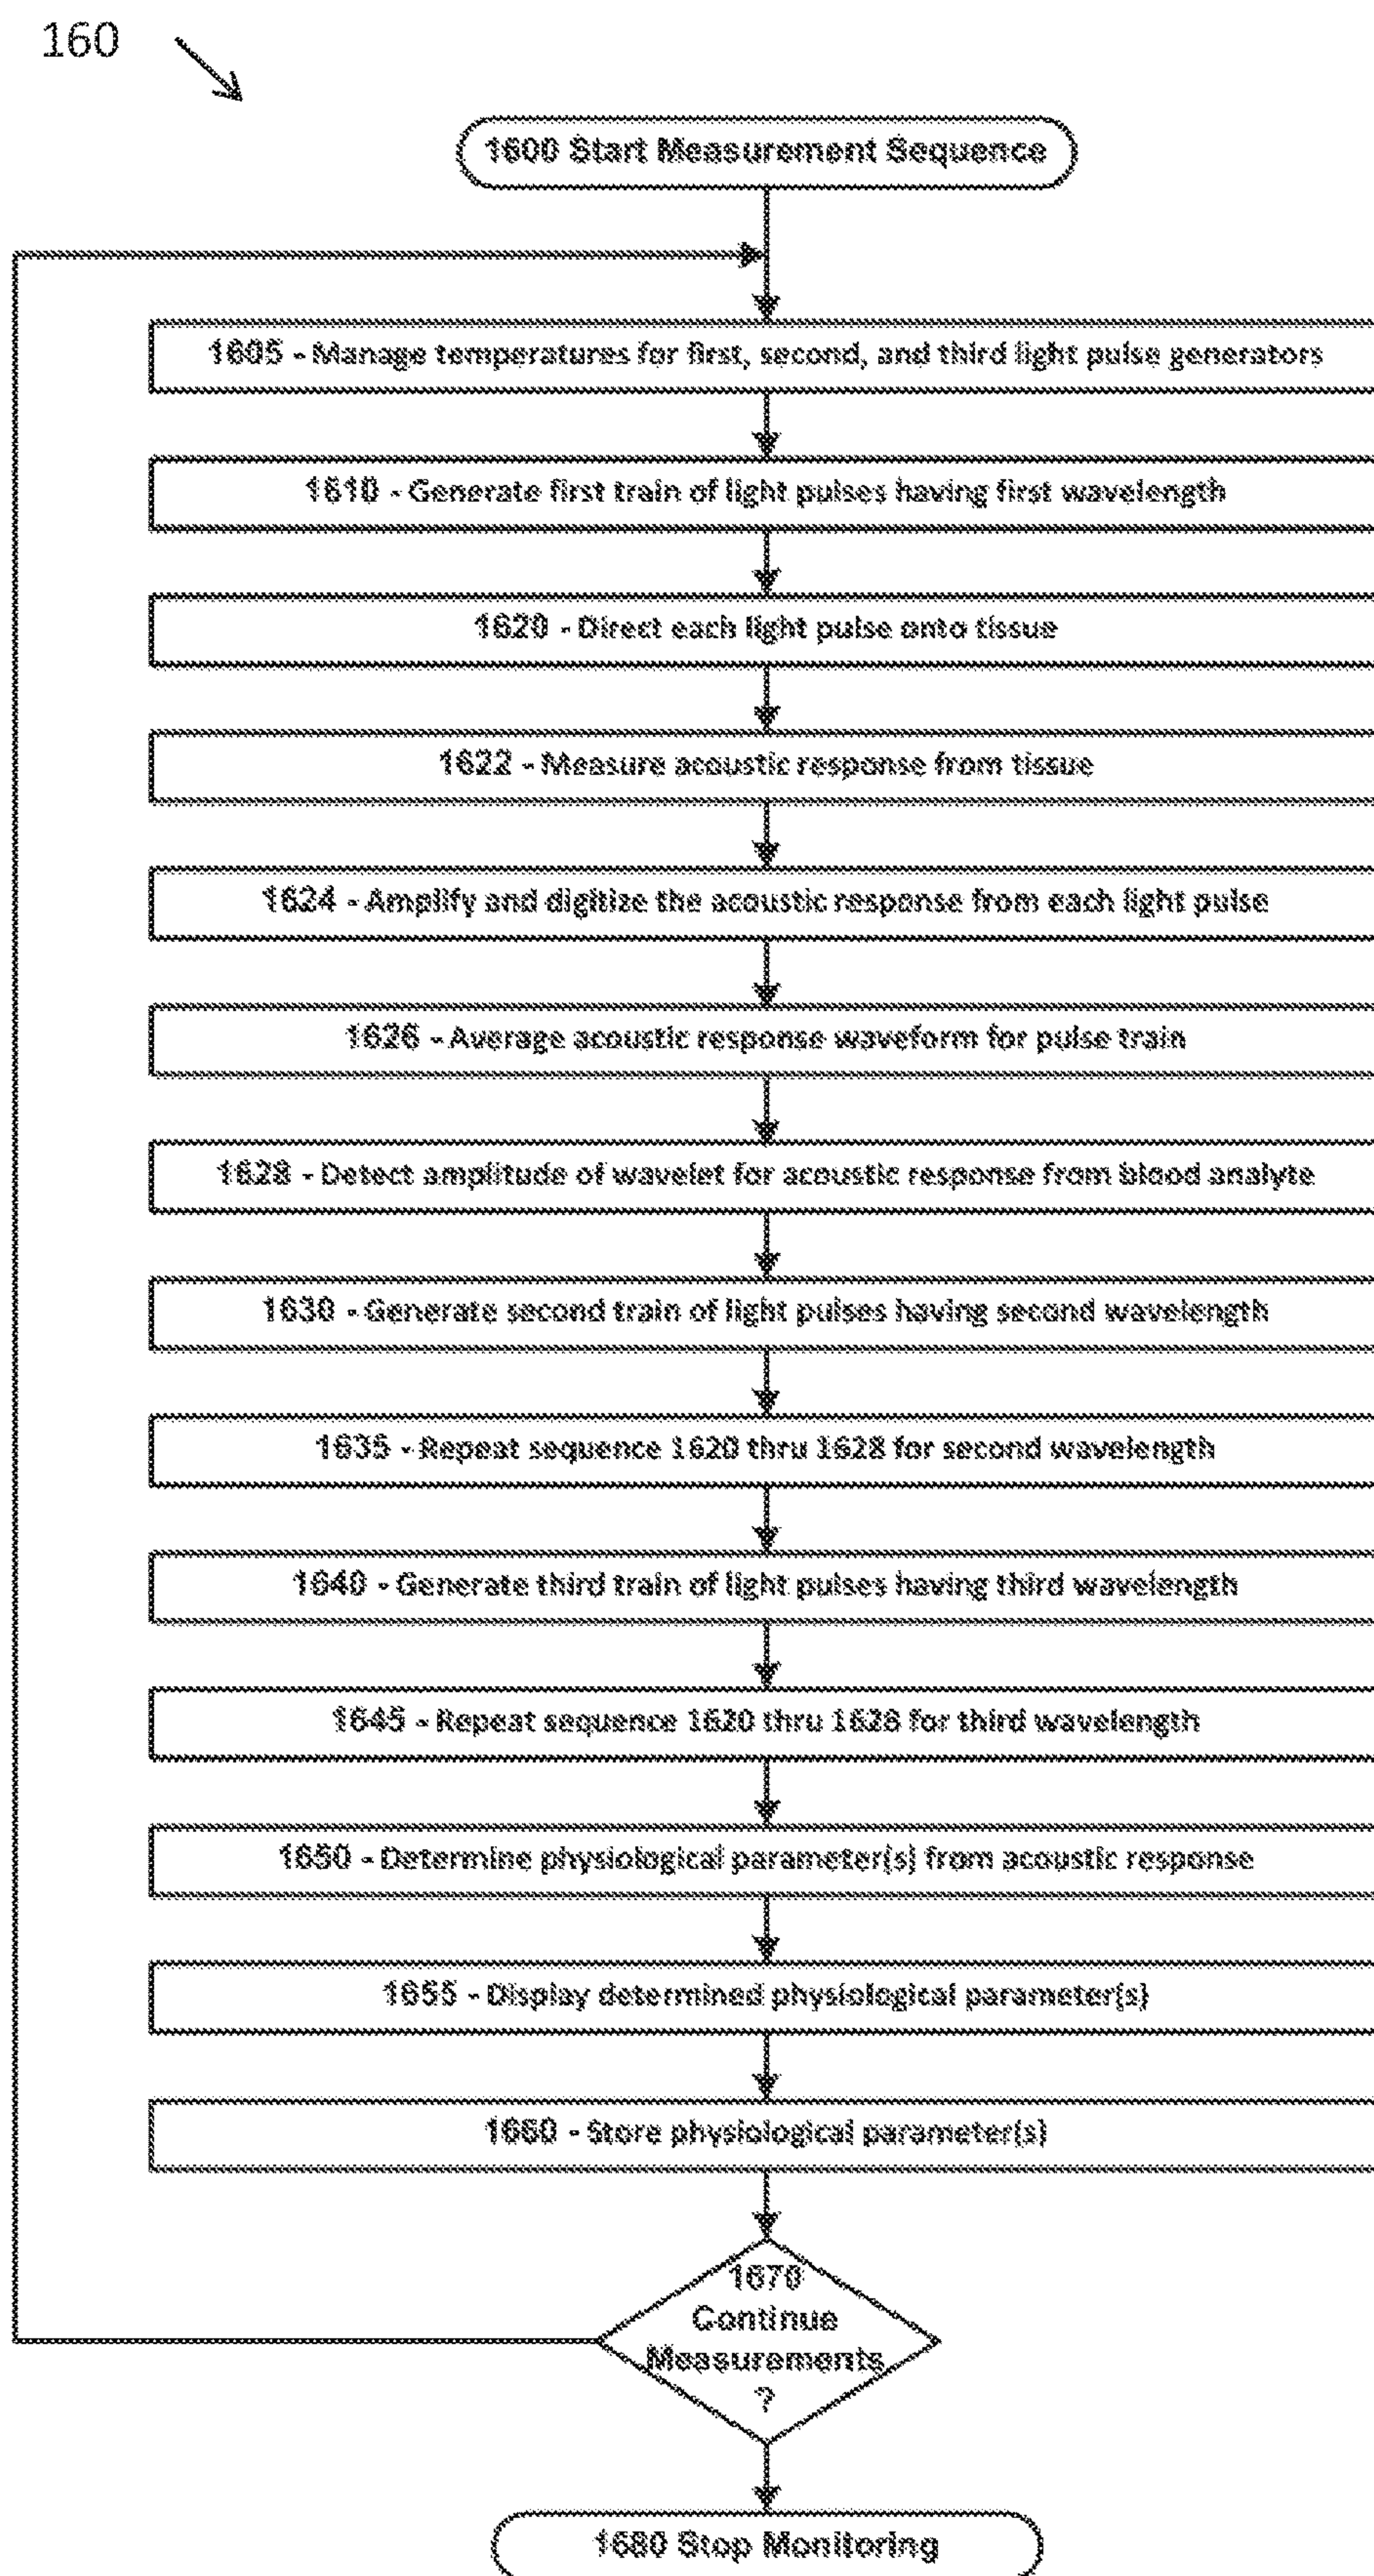 160
1600 Start Measurement Sequence
1605 - Manage temperatures for first, second, and third light pulse generators
1610 - Generate first train of light pulses having first wavelength
1620 - Direct each light pulse onto tissue
1622 - Measure acoustic response from tissue
1624 - Amplify and digitize the acoustic response from each light pulse
1626 - Average acoustic response waveform for pulse train
1628 - Detect amplitude of wavelet for acoustic response from blood analyte
1630 - Generate second train of light pulses having second wavelength
1635 - Repeat sequence 1620 thru 1628 for second wavelength
1640 - Generate third train of light pulses having third wavelength
1645 - Repeat sequence 1620 thru 1628 for third wavelength
1650 - Determine physiological parameter(s) from acoustic response
1655 - Display determined physiological parameter(s)
1660 - Store physiological parameter(s)
1670
Continue
Measurements
?
1680 Stop Monitoring